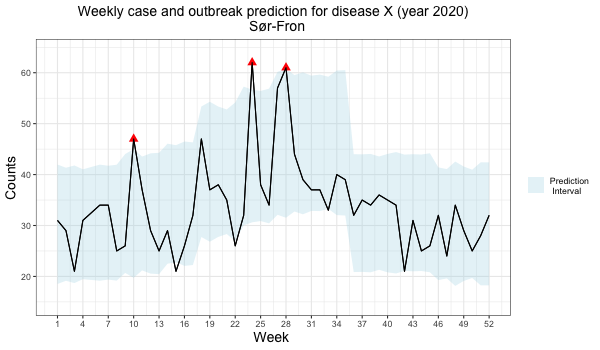 Weekly case and outbreak prediction for disease X (year 2020)
Sør-Fron
Counts
60
50
40
30
20
1 4 7 10 13 16 19 22 25 28 31 34 37 40 43 46 49 52
Week
Prediction
Interval